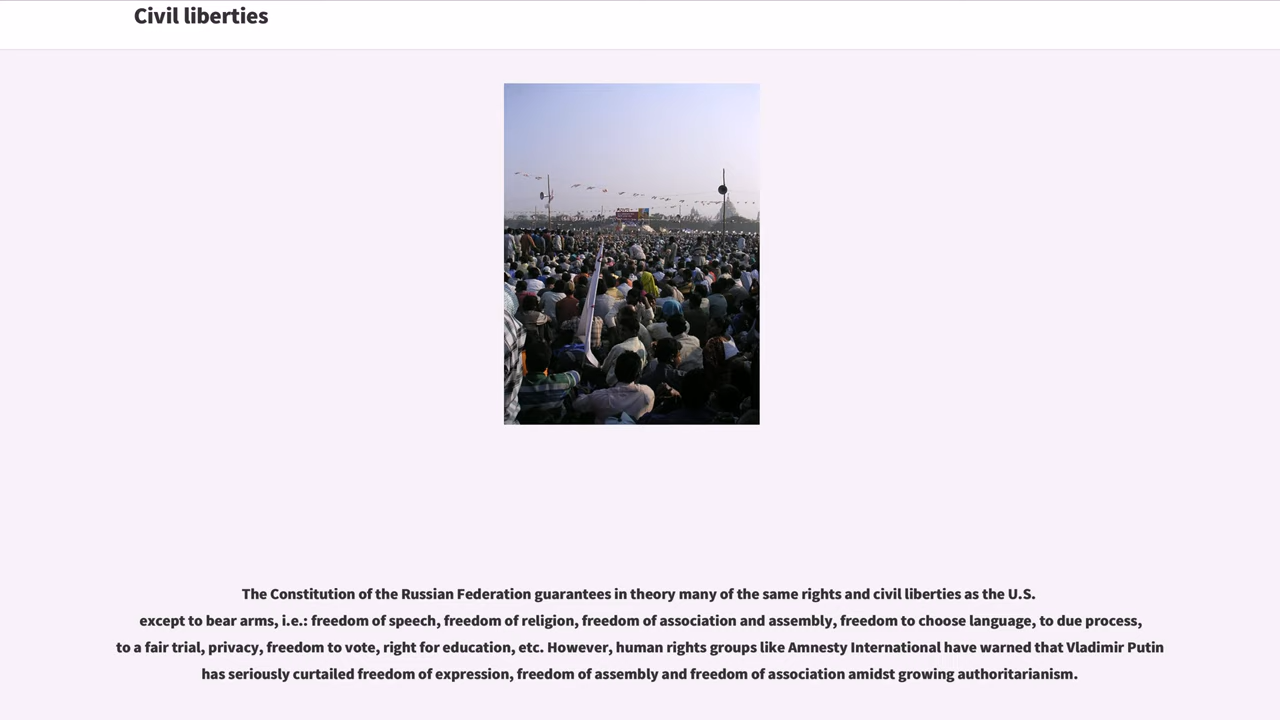 Civil liberties
The Constitution of the Russian Federation guarantees in theory many of the same rights and civil liberties as the U.S.
except to bear arms, i.e.: freedom of speech, freedom of religion, freedom of association and assembly, freedom to choose language, to due process,
to a fair trial, privacy, freedom to vote, right for education, etc. However, human rights groups like Amnesty International have warned that Vladimir Putin
has seriously curtailed freedom of expression, freedom of assembly and freedom of association amidst growing authoritarianism.